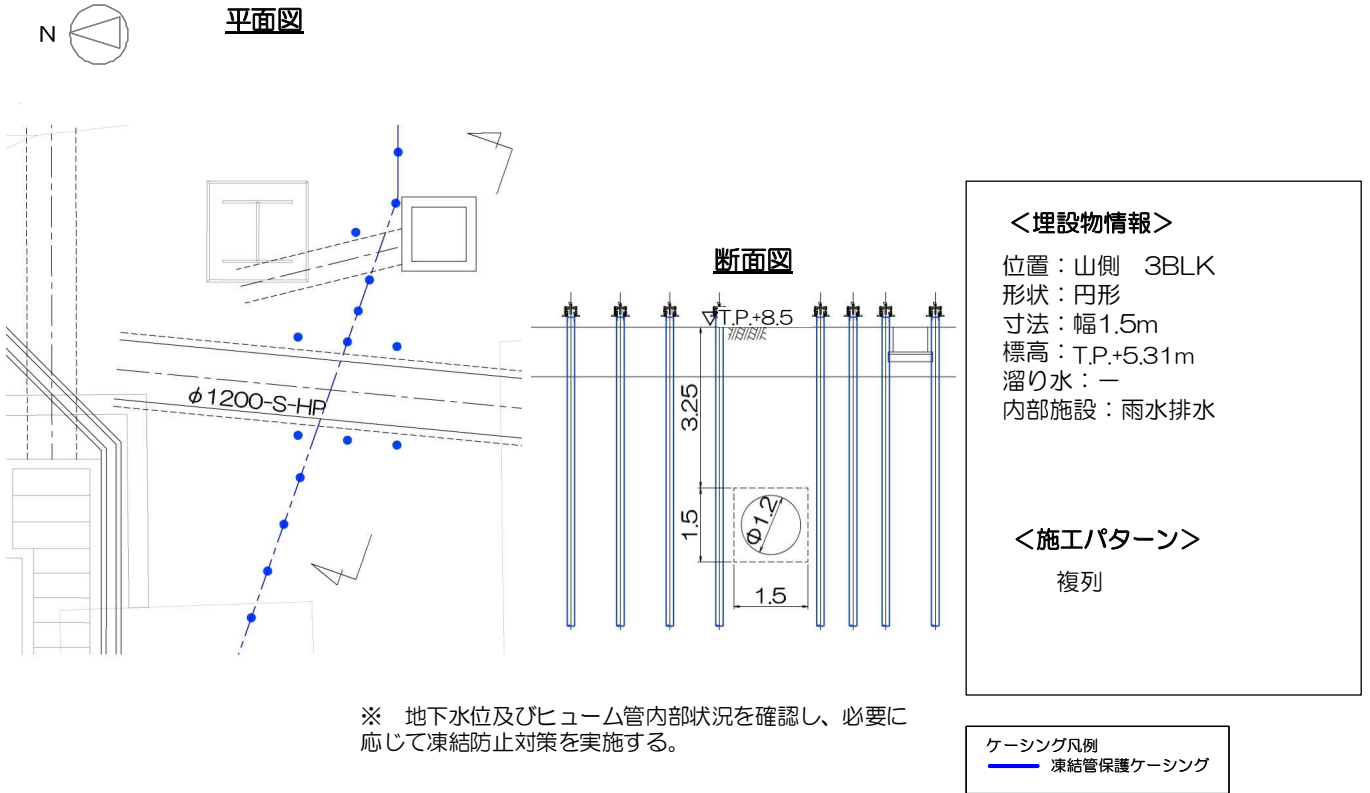 N
平面図
φ1200-S-HP
断面図
T.P.+8.5
3.25
1.5
Φ1.2
1.5
＜埋設物情報＞
位置：山側　3BLK
形状：円形
寸法：幅1.5m
標高：T.P.+5.31m
溜り水：－
内部施設：雨水排水
＜施工パターン＞
複列
※　地下水位及びヒューム管内部状況を確認し、必要に
応じて凍結防止対策を実施する。
ケーシング凡例
凍結管保護ケーシング